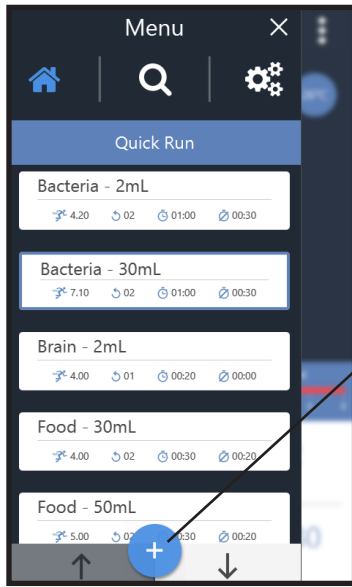 Menu
Quick Run
Bacteria - 2mL
4.20 02 01:00 00:30
Bacteria - 30mL
7.10 02 01:00 00:30
Brain - 2mL
4.00 01 00:20 00:00
Food - 30mL
4.00 02 00:30 00:20
Food - 50mL
5.00 02 :30 00:20